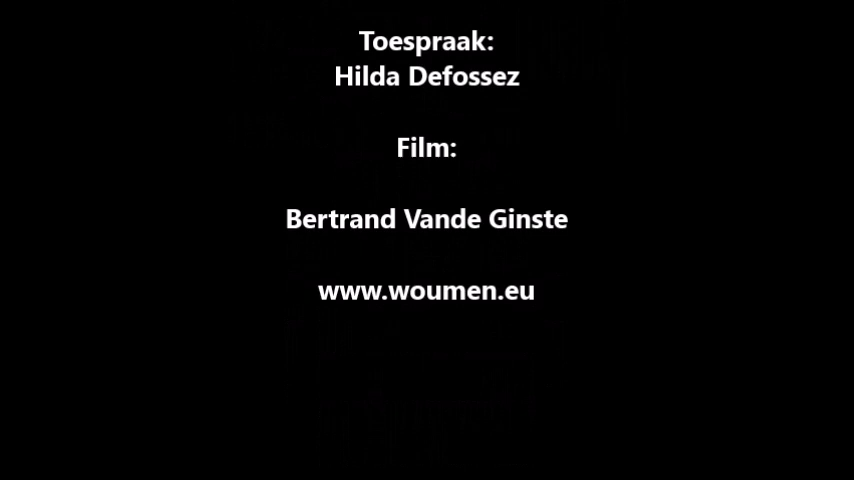 Toespraak:
Hilda Defossez
Film:
Bertrand Vande Ginste
www.woumen.eu